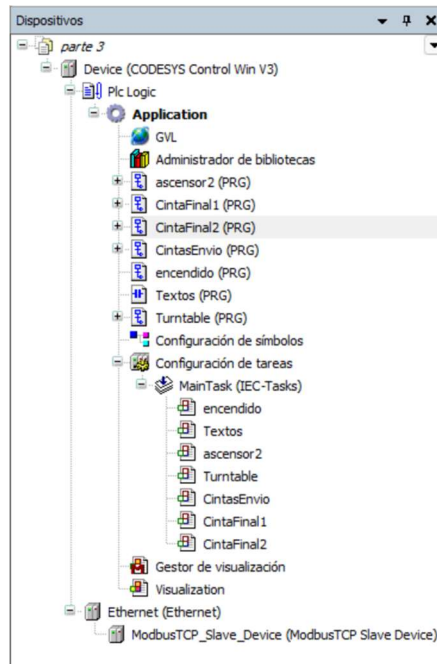 Dispositivos
parte 3
Device (CODESYS Control Win V3)
Plc Logic
Application
GVL
Administrador de bibliotecas
ascensor2 (PRG)
CintaFinal1 (PRG)
CintaFinal2 (PRG)
CintasEnvio (PRG)
encendido (PRG)
Textos (PRG)
Turntable (PRG)
Configuración de símbolos
Configuración de tareas
MainTask (IEC-Tasks)
encendido
Textos
ascensor2
Turntable
CintasEnvio
CintaFinal1
CintaFinal2
Gestor de visualización
Visualization
Ethernet (Ethernet)
ModbusTCP_Slave_Device (ModbusTCP Slave Device)